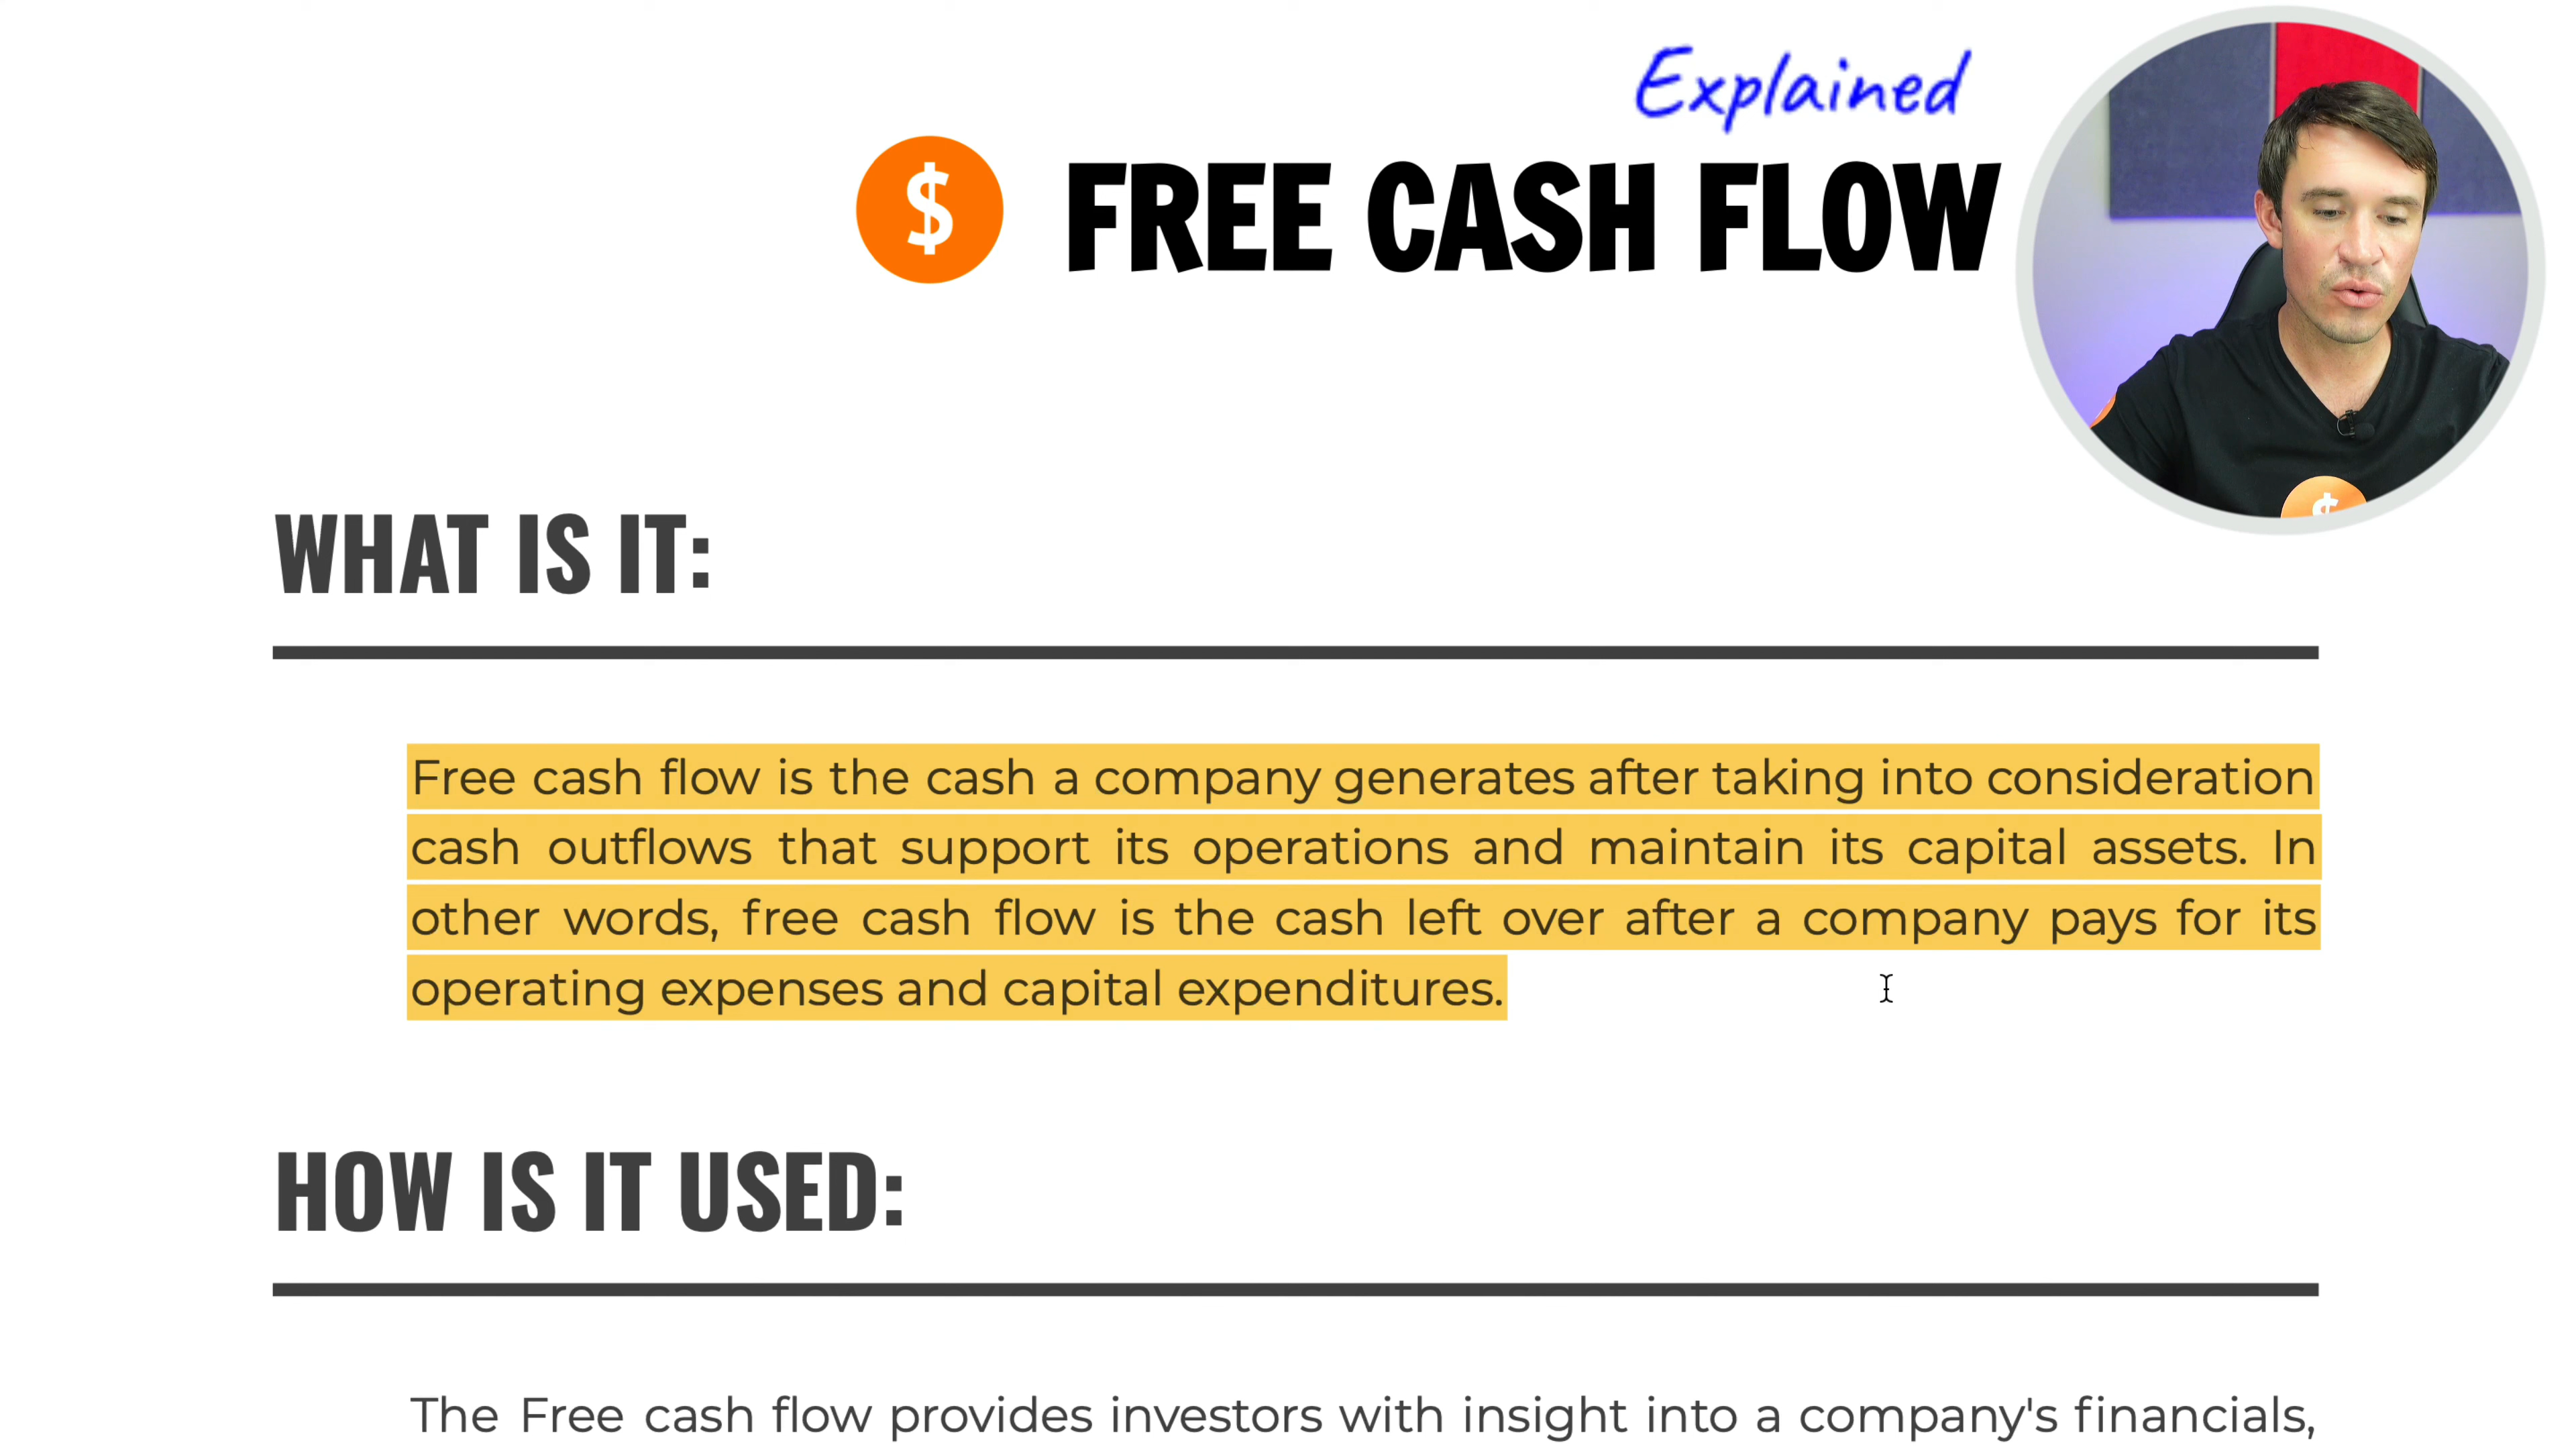 Explained
$ FREE CASH FLOW
WHAT IS IT:
Free cash flow is the cash a company generates after taking into consideration
cash outflows that support its operations and maintain its capital assets. In
other words, free cash flow is the cash left over after a company pays for its
operating expenses and capital expenditures.
HOW IS IT USED:
The Free cash flow provides investors with insight into a company's financials,